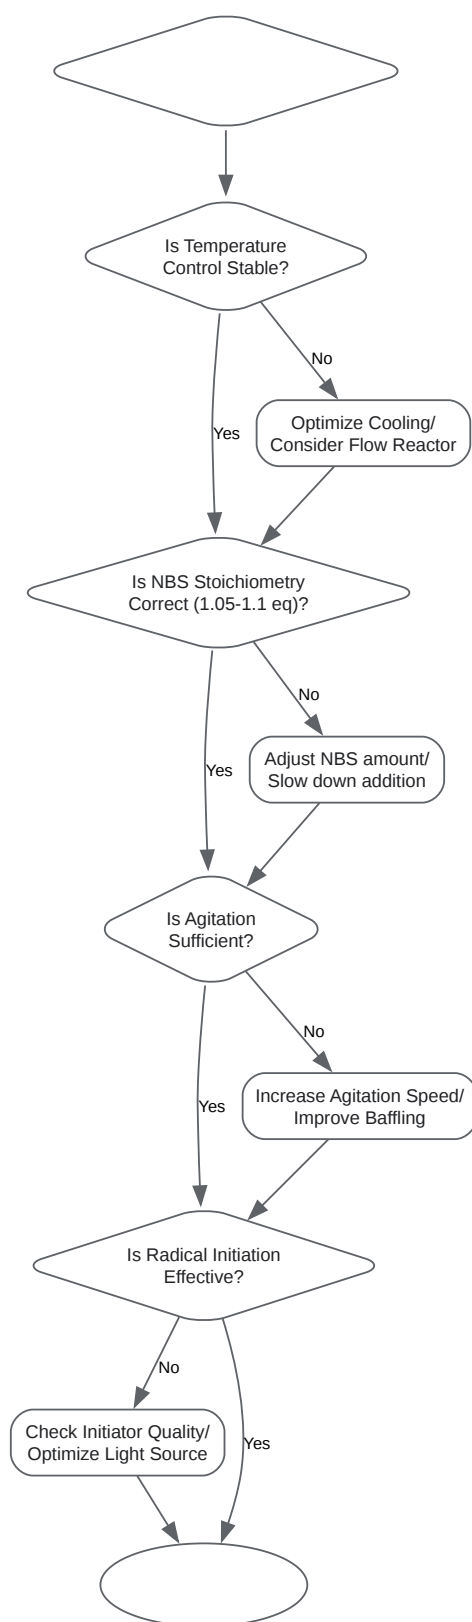 Is Temperature
Control Stable?
No
Yes
Optimize Cooling/
Consider Flow Reactor
Is NBS Stoichiometry
Correct (1.05-1.1 eq)?
No
Yes
Adjust NBS amount/
Slow down addition
Is Agitation
Sufficient?
No
Yes
Increase Agitation Speed/
Improve Baffling
Is Radical Initiation
Effective?
No
Check Initiator Quality/
Optimize Light Source
Yes